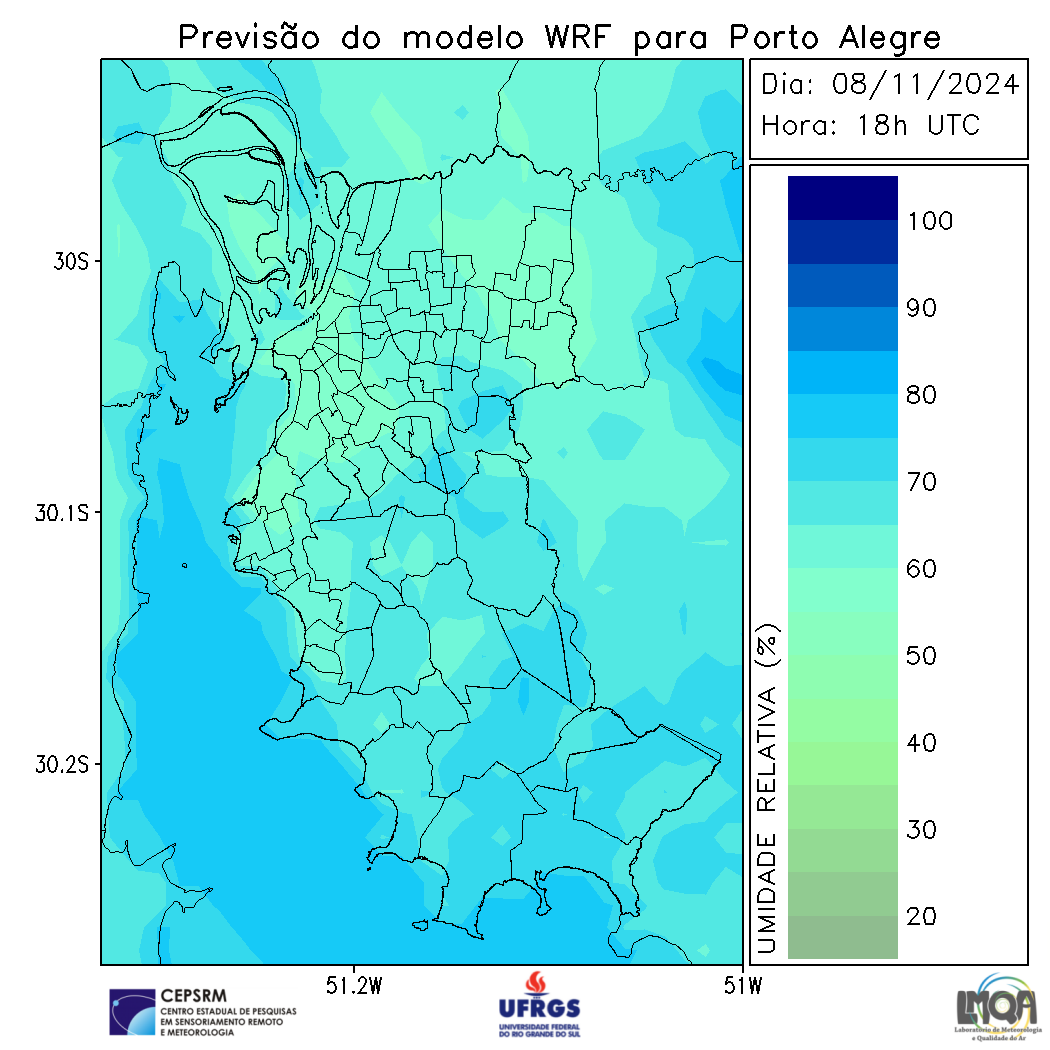 Previsão do modelo WRF para Porto Alegre
Dia: 08/11/2024
Hora: 18h UTC
30S
30.1S
30.2S
51.2W
51W
100
90
80
70
60
50
40
30
20
UMIDADE RELATIVA (%)
CEPSRM
CENTRO ESTADUAL DE PESQUISAS
EM SENSORIAMENTO REMOTO
E METEOROLOGIA
UFRGS
UNIVERSIDADE FEDERAL
DO RIO GRANDE DO SUL
LMQA
Laboratório de Meteorologia
e Qualidade do Ar